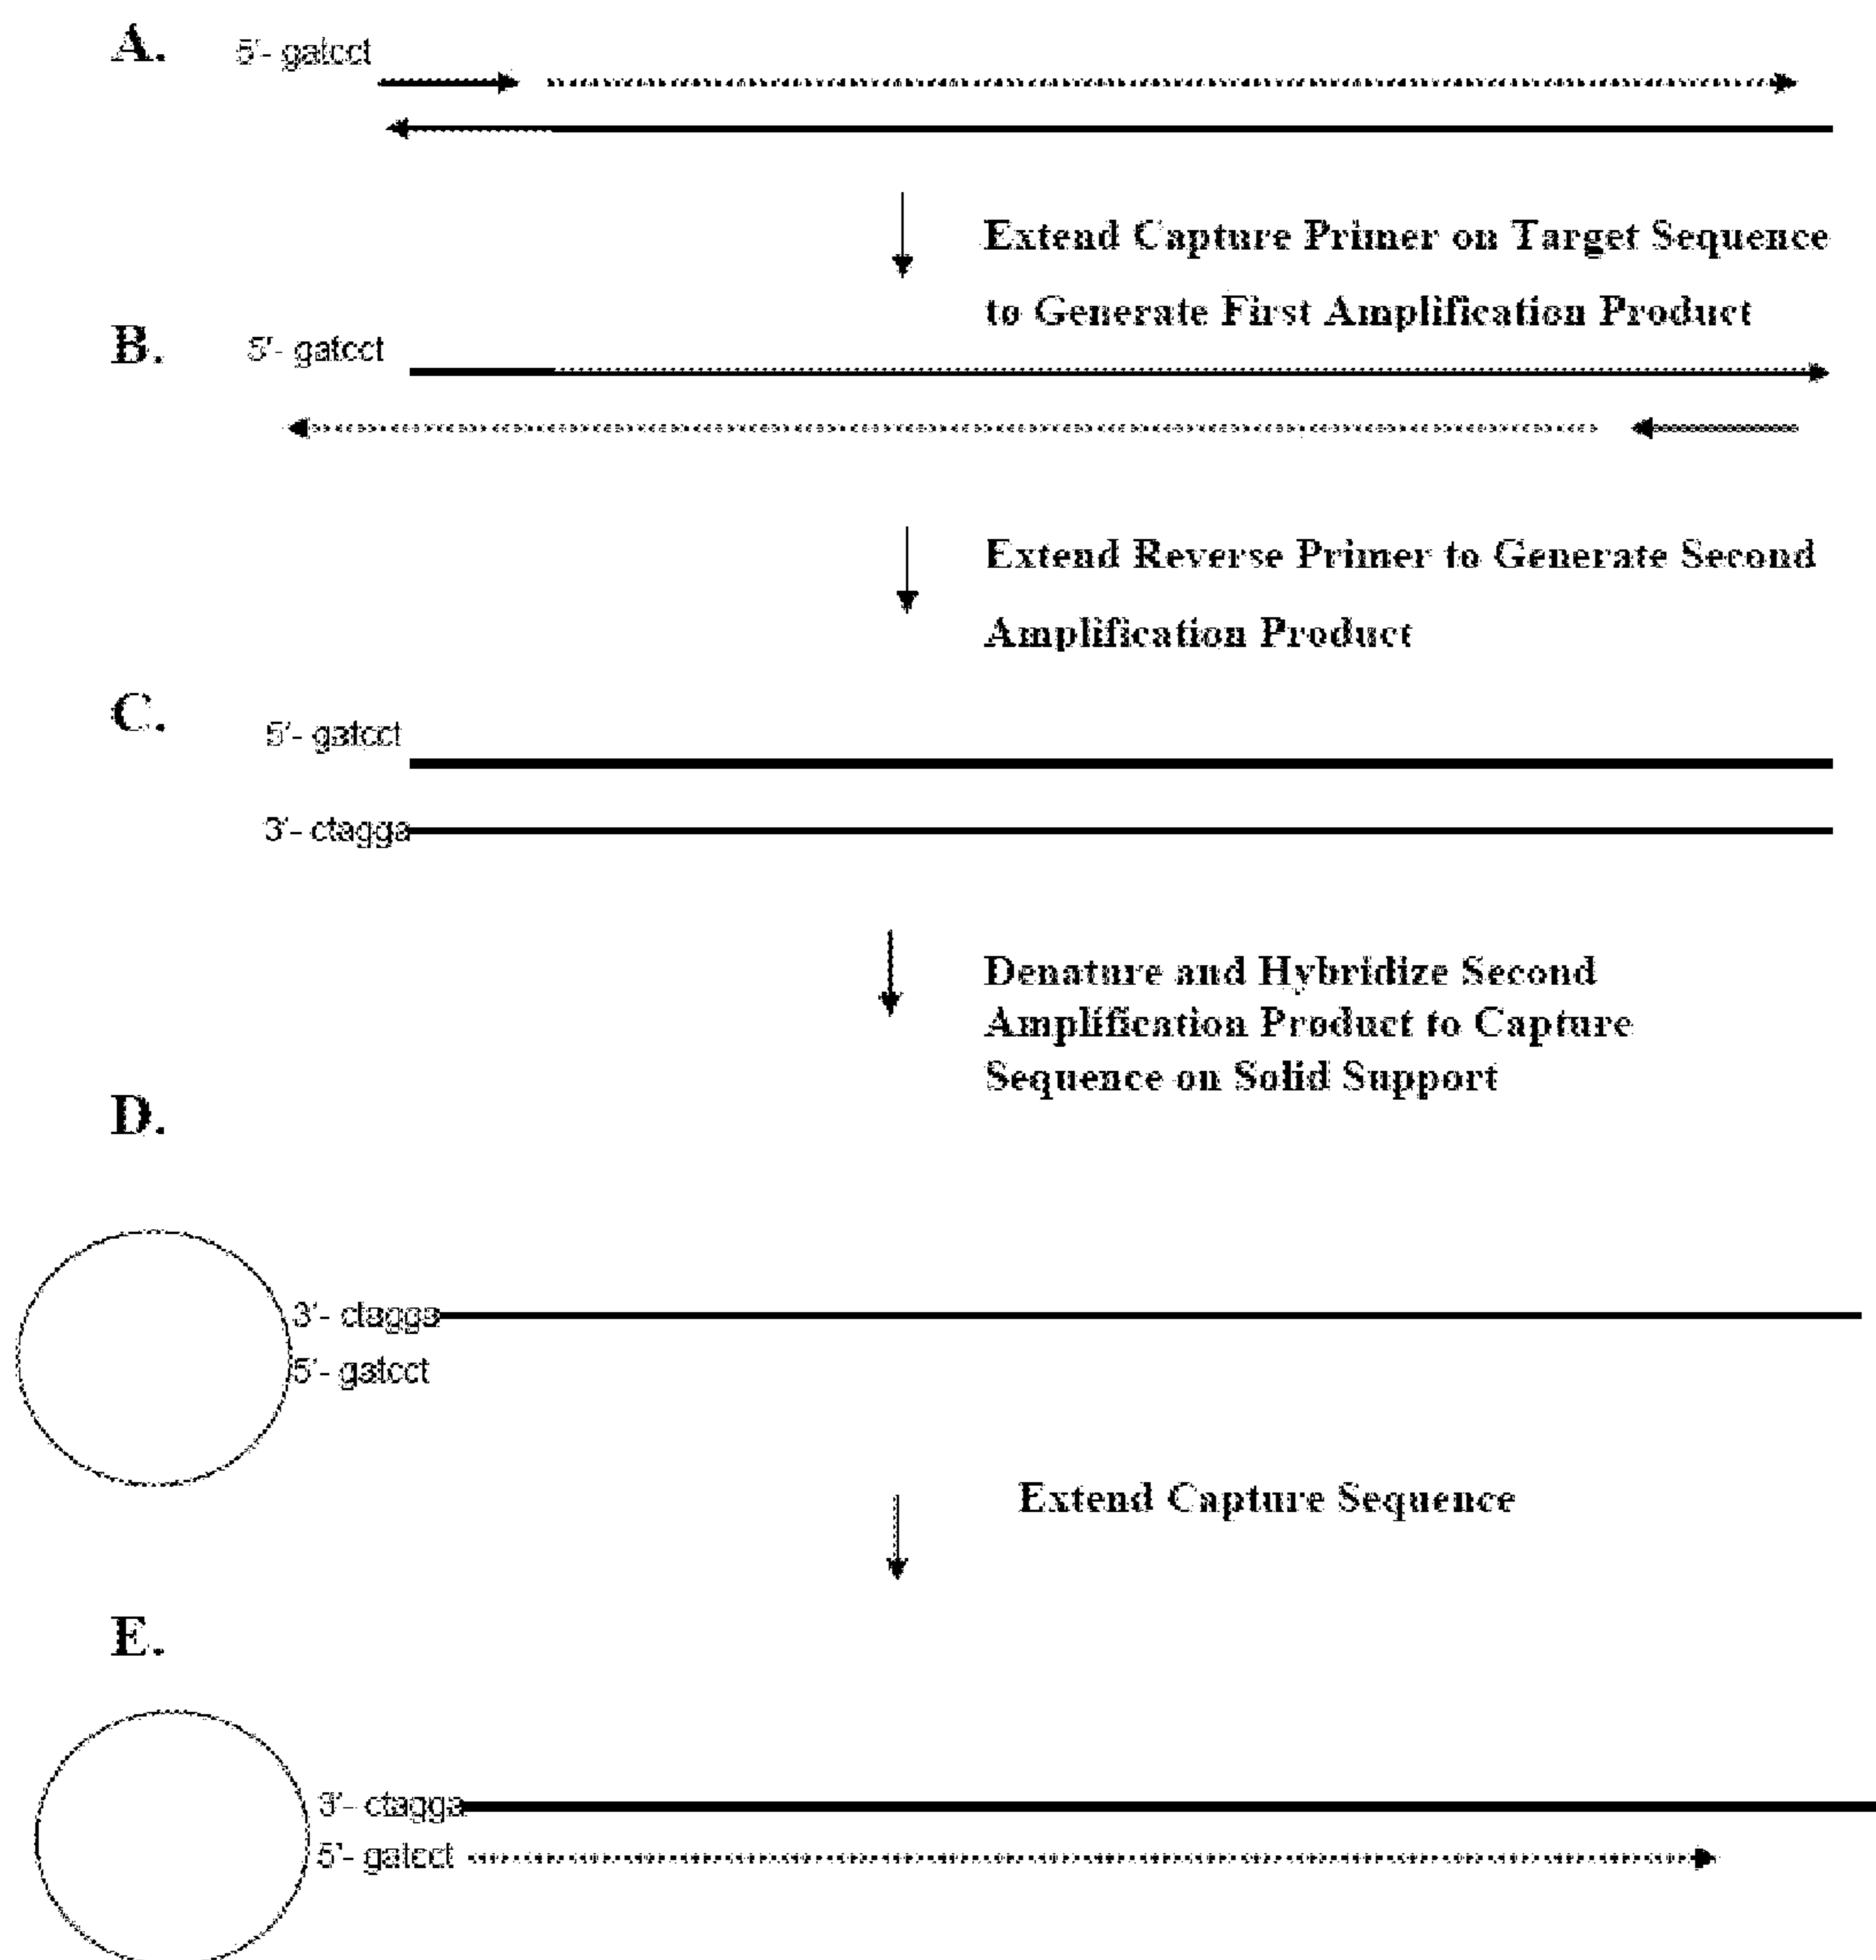 A.
5'- gatcct
Extend Capture Primer on Target Sequence
to Generate First Amplification Product
B.
5'- gatcct
Extend Reverse Primer to Generate Second
Amplification Product
C.
5'- gatcct
3'- ctagga
Denature and Hybridize Second
Amplification Product to Capture
Sequence on Solid Support
D.
3'- ctagga
5'- gatcct
Extend Capture Sequence
E.
3'- ctagga
5'- gatcct